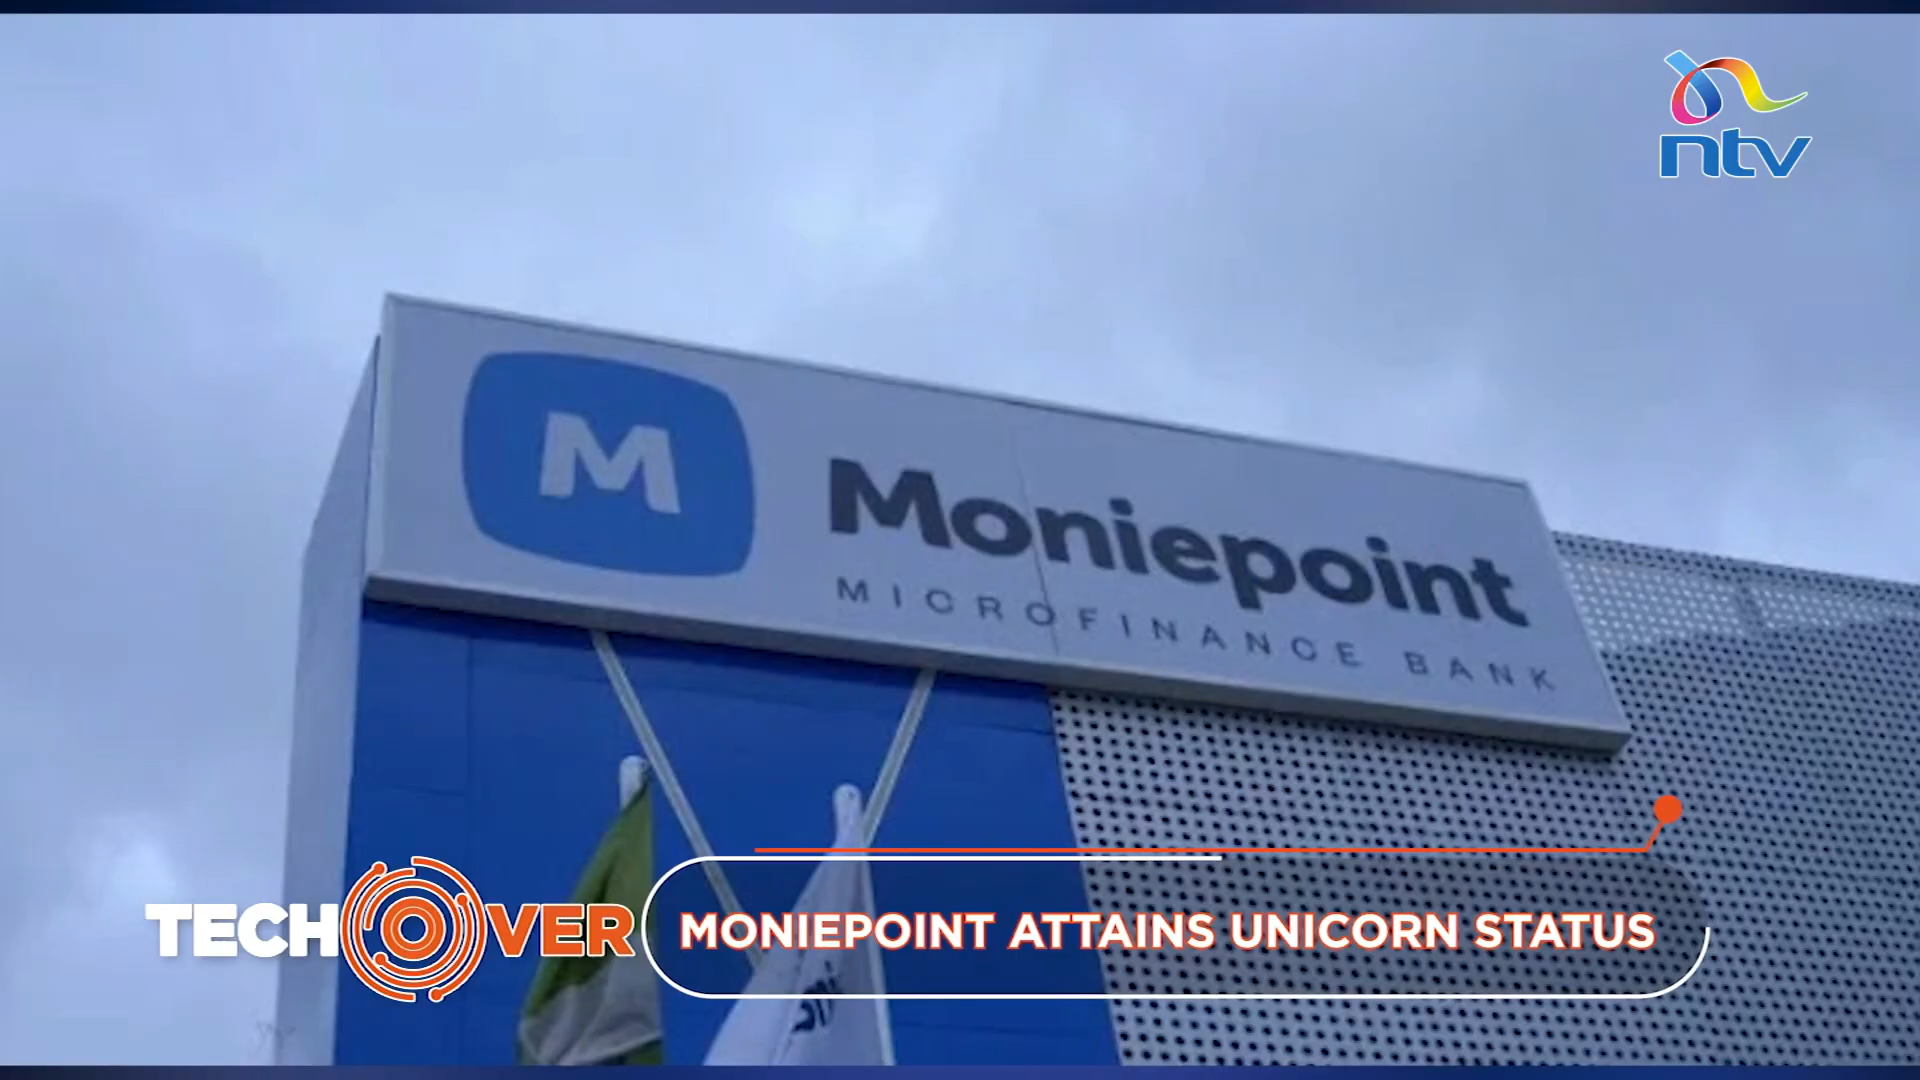 ntv
M
Moniepoint
MICROFINANCE BANK
TECHOVER
MONIEPOINT ATTAINS UNICORN STATUS